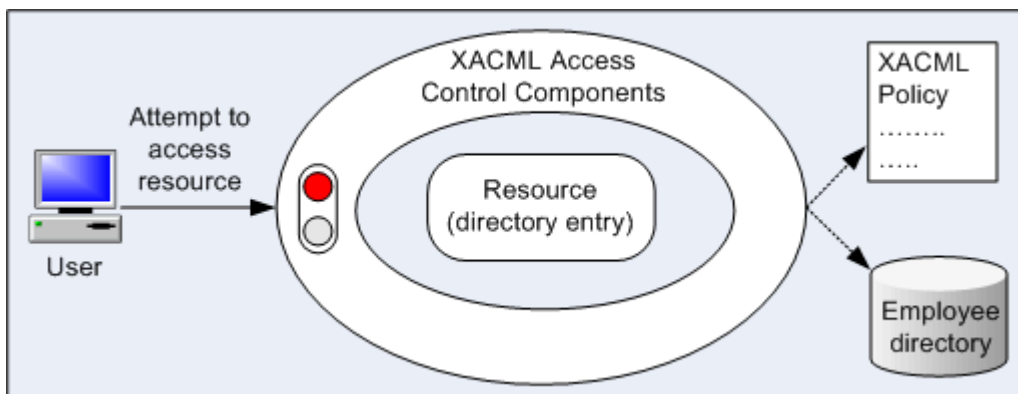 Attempt to
access
resource
User
XACML Access
Control Components
Resource
(directory entry)
XACML
Policy
........
.....
Employee
directory